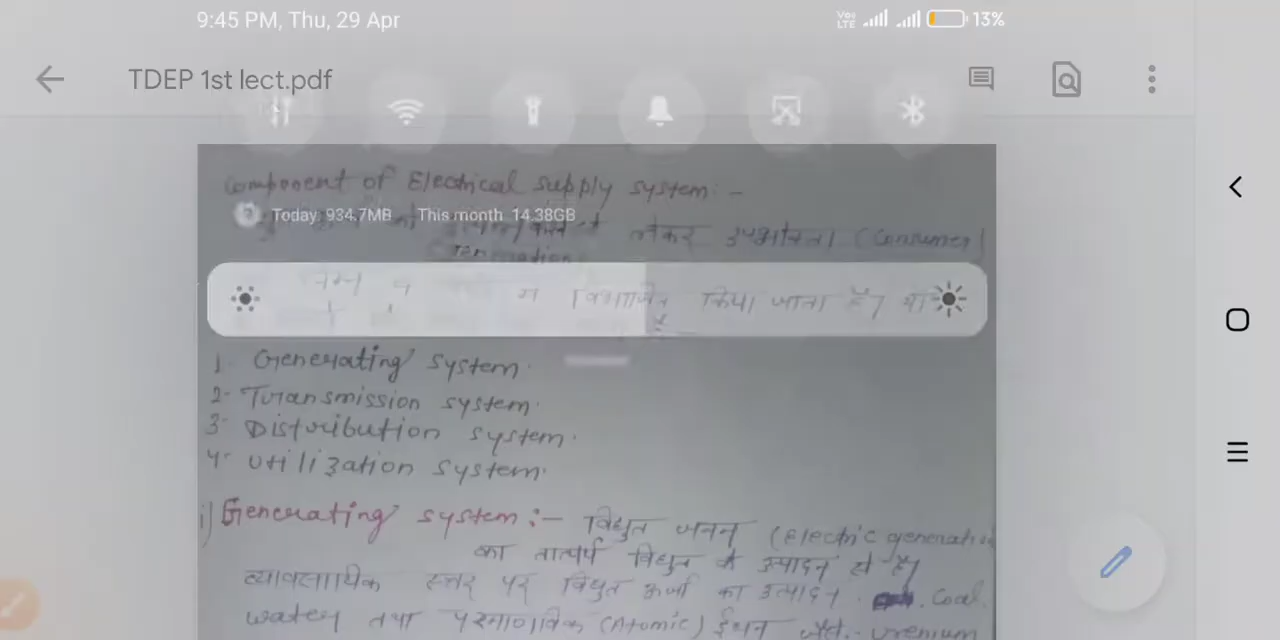 9:45 PM, Thu, 29 Apr
Vo LTE 13%
TDEP 1st lect.pdf
Component of Electrical supply system:-
Today 934.7MB This month 14.38GB
लेकर उपभोक्ता (Consumer)
में विभाजित किया जाता है।
1. Generating system.
2- Transmission system.
3- Distribution system.
4- Utilization system.
i) Generating system:- विद्युत जनन (Electric generation
का तात्पर्य विद्युत के उत्पादन से है।
व्यावसायिक स्तर पर विद्युत ऊर्जा का उत्पादन. Coal.
water तथा परमाणविक (Atomic) ईंधन जैसे.- Urenium